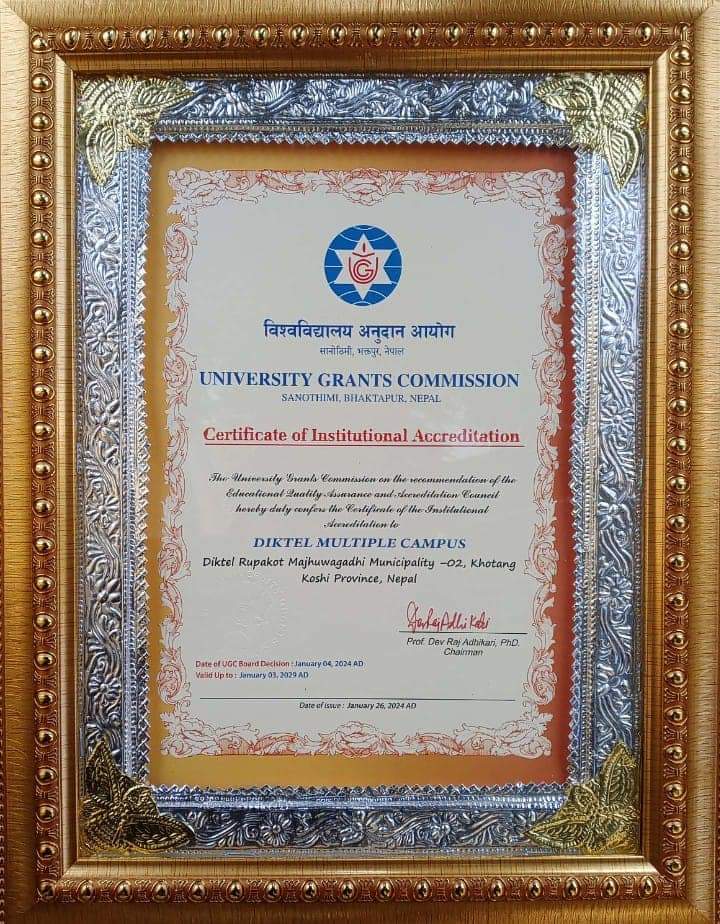 UGC
विश्वविद्यालय अनुदान आयोग
सानोठिमी, भक्तपुर, नेपाल
UNIVERSITY GRANTS COMMISSION
SANOTHIMI, BHAKTAPUR, NEPAL
Certificate of Institutional Accreditation
The University Grants Commission on the recommendation of the
Educational Quality Assurance and Accreditation Council
hereby duly confers the Certificate of the Institutional
Accreditation to
DIKTEL MULTIPLE CAMPUS
Diktel Rupakot Majhuwagadhi Municipality -02, Khotang
Koshi Province, Nepal
Prof. Dev Raj Adhikari, PhD.
Chairman
Date of UGC Board Decision : January 04, 2024 AD
Valid Up to : January 03, 2029 AD
Date of issue : January 26, 2024 AD